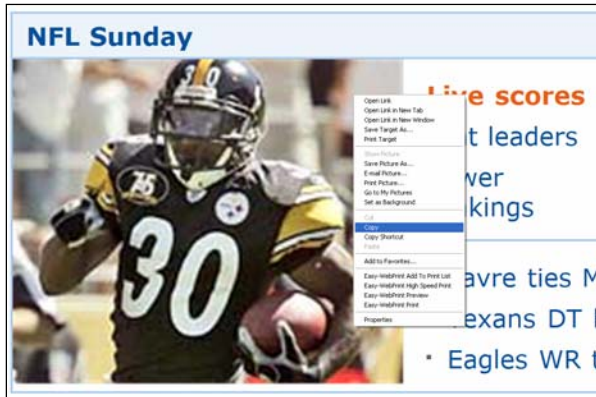 NFL Sunday
75
30
Open Link
Open Link in New Tab
Open Link in New Window
Save Target As...
Print Target
Show Picture
Save Picture As...
E-mail Picture...
Print Picture...
Go to My Pictures
Set as Background
Cut
Copy
Copy Shortcut
Paste
Add to Favorites...
Easy-WebPrint Add To Print List
Easy-WebPrint High Speed Print
Easy-WebPrint Preview
Easy-WebPrint Print
Properties
Live scores
t leaders
wer
kings
avre ties M
exans DT
Eagles WR t